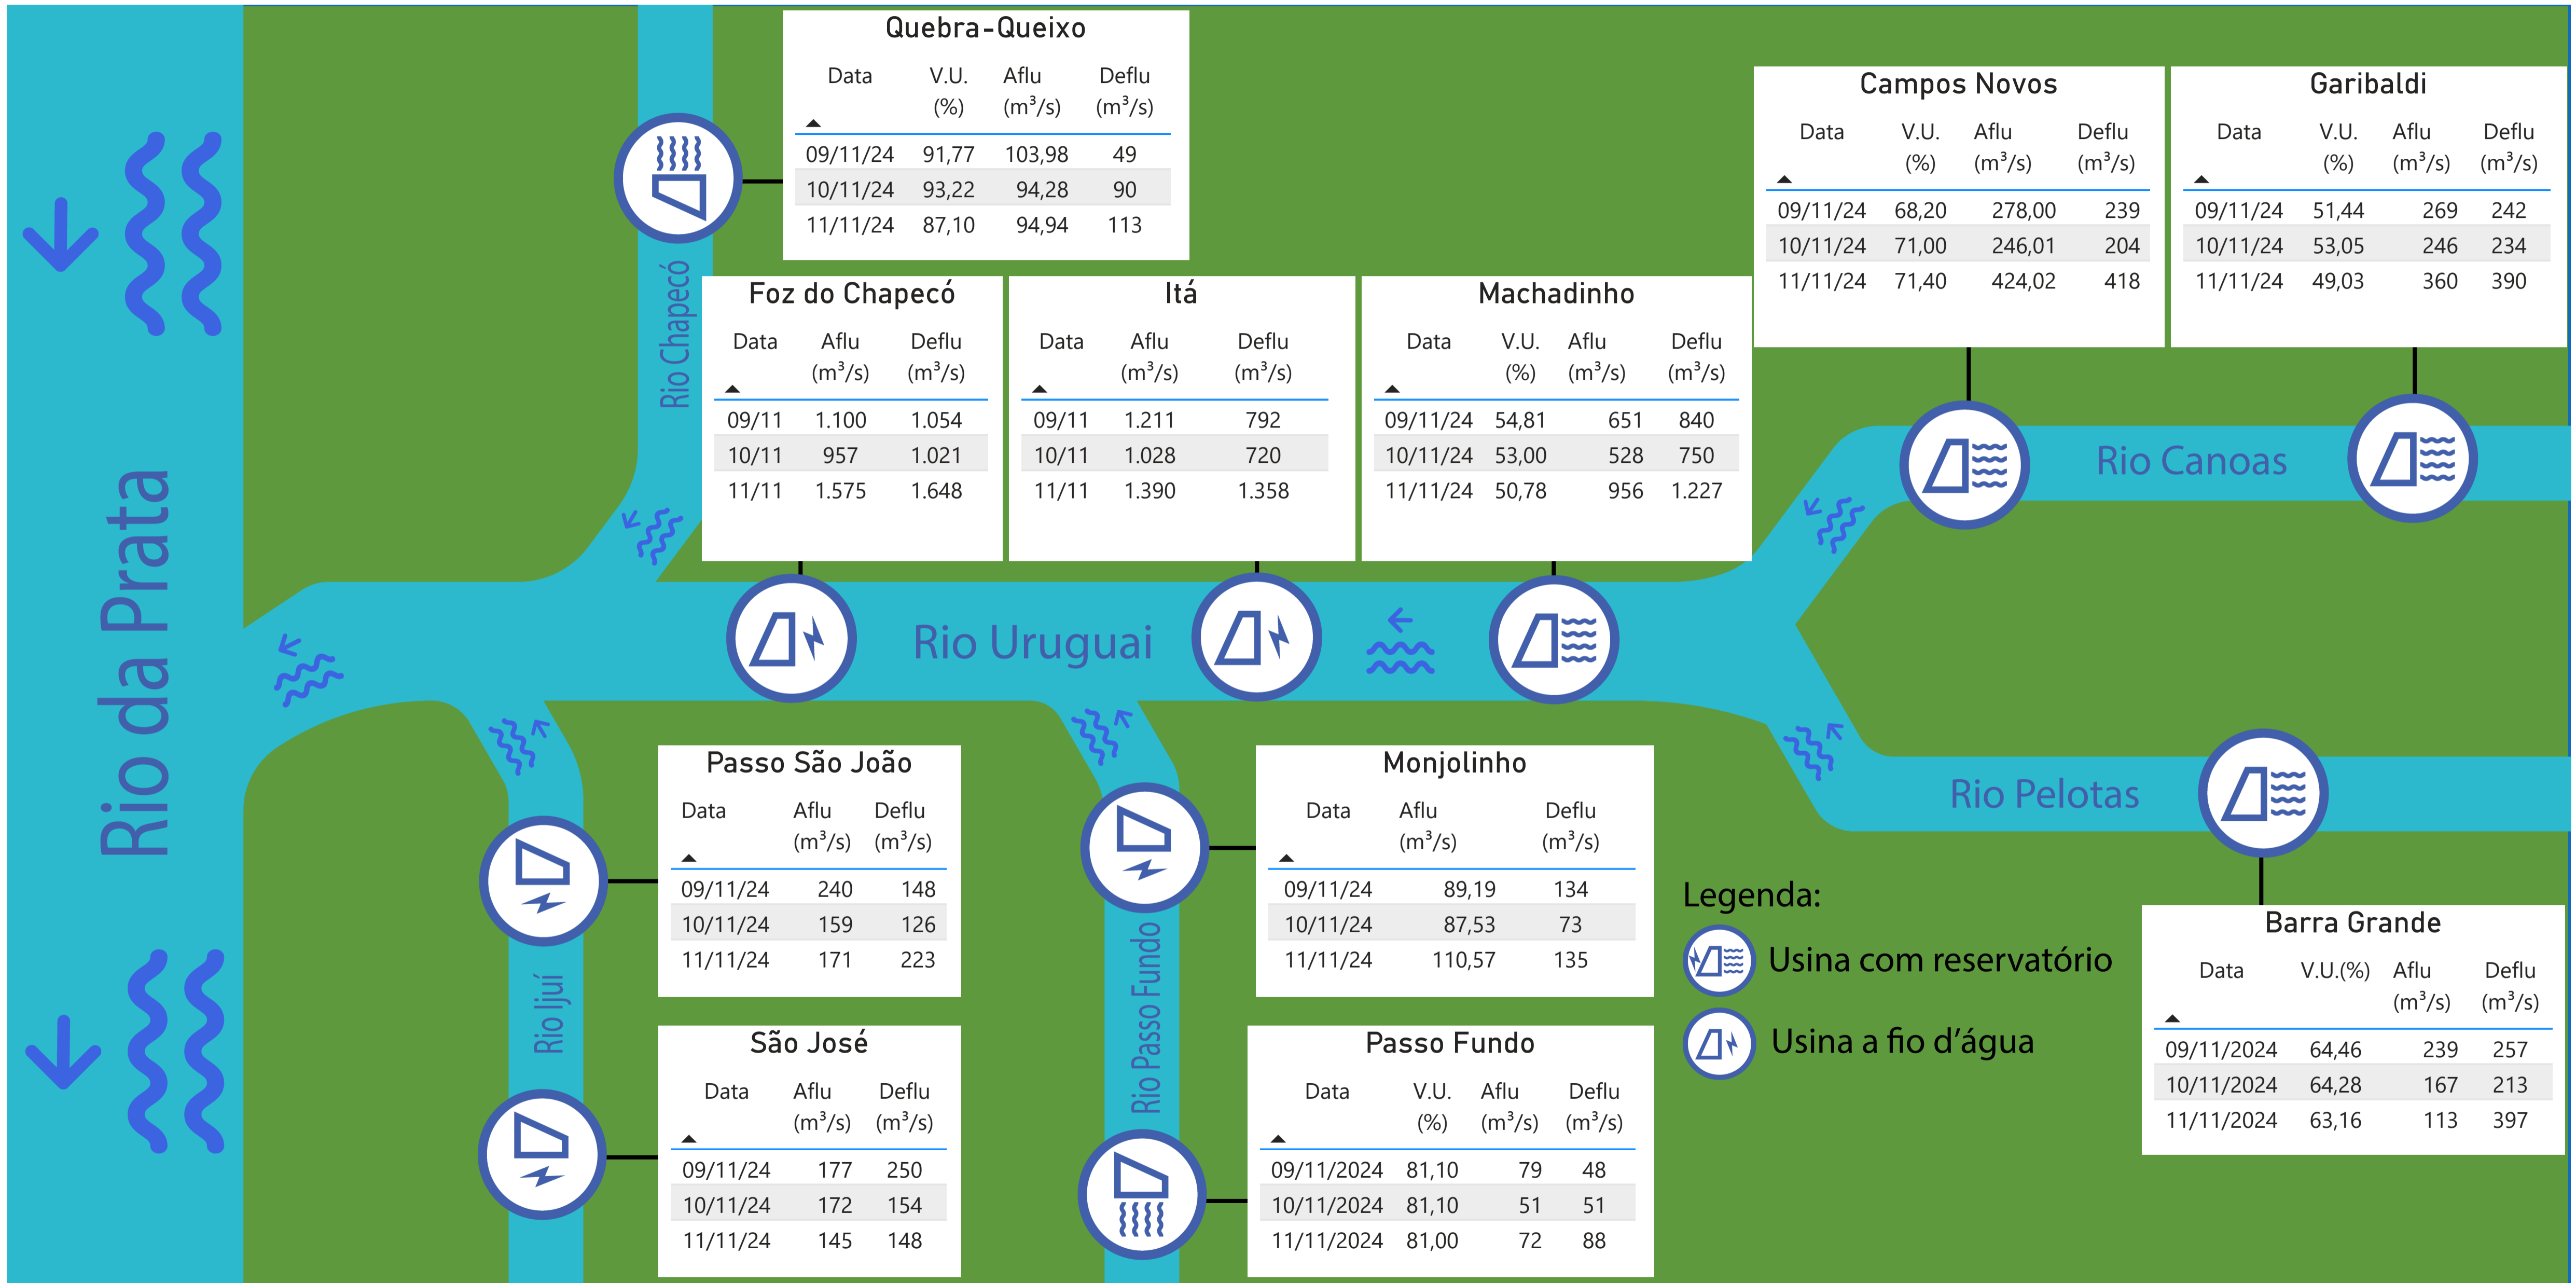 Quebra-Queixo
Data V.U. (%) Aflu (m³/s) Deflu (m³/s)
09/11/24 91,77 103,98 49
10/11/24 93,22 94,28 90
11/11/24 87,10 94,94 113
Campos Novos
Data V.U. (%) Aflu (m³/s) Deflu (m³/s)
09/11/24 68,20 278,00 239
10/11/24 71,00 246,01 204
11/11/24 71,40 424,02 418
Garibaldi
Data V.U. (%) Aflu (m³/s) Deflu (m³/s)
09/11/24 51,44 269 242
10/11/24 53,05 246 234
11/11/24 49,03 360 390
Rio Chapecó
Foz do Chapecó
Data Aflu (m³/s) Deflu (m³/s)
09/11 1.100 1.054
10/11 957 1.021
11/11 1.575 1.648
Itá
Data Aflu (m³/s) Deflu (m³/s)
09/11 1.211 792
10/11 1.028 720
11/11 1.390 1.358
Machadinho
Data V.U. (%) Aflu (m³/s) Deflu (m³/s)
09/11/24 54,81 651 840
10/11/24 53,00 528 750
11/11/24 50,78 956 1.227
Rio Canoas
Rio da Prata
Rio Uruguai
Rio Pelotas
Passo São João
Data Aflu (m³/s) Deflu (m³/s)
09/11/24 240 148
10/11/24 159 126
11/11/24 171 223
Monjolinho
Data Aflu (m³/s) Deflu (m³/s)
09/11/24 89,19 134
10/11/24 87,53 73
11/11/24 110,57 135
Legenda:
Usina com reservatório
Usina a fio d’água
Barra Grande
Data V.U.(%) Aflu (m³/s) Deflu (m³/s)
09/11/2024 64,46 239 257
10/11/2024 64,28 167 213
11/11/2024 63,16 113 397
Rio Ijuí
São José
Data Aflu (m³/s) Deflu (m³/s)
09/11/24 177 250
10/11/24 172 154
11/11/24 145 148
Rio Passo Fundo
Passo Fundo
Data V.U. (%) Aflu (m³/s) Deflu (m³/s)
09/11/2024 81,10 79 48
10/11/2024 81,10 51 51
11/11/2024 81,00 72 88